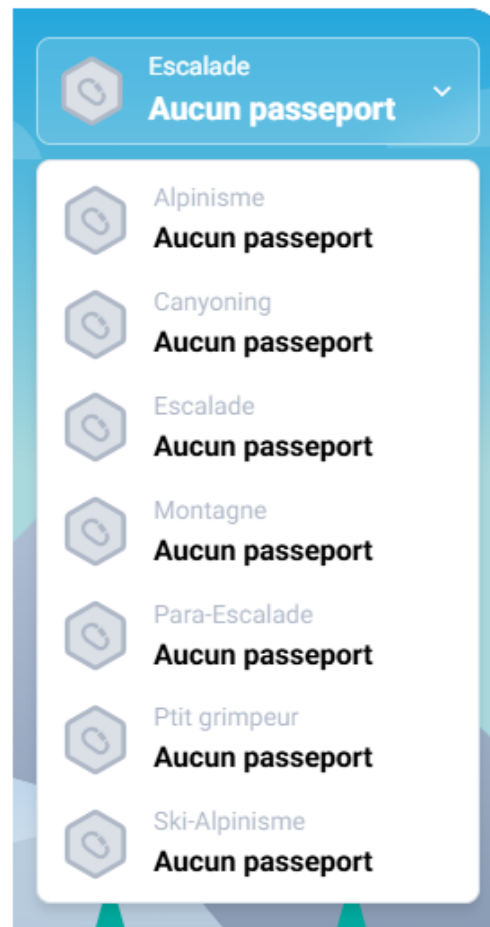 Escalade
Aucun passeport
Alpinisme
Aucun passeport
Canyoning
Aucun passeport
Escalade
Aucun passeport
Montagne
Aucun passeport
Para-Escalade
Aucun passeport
Ptit grimpeur
Aucun passeport
Ski-Alpinisme
Aucun passeport